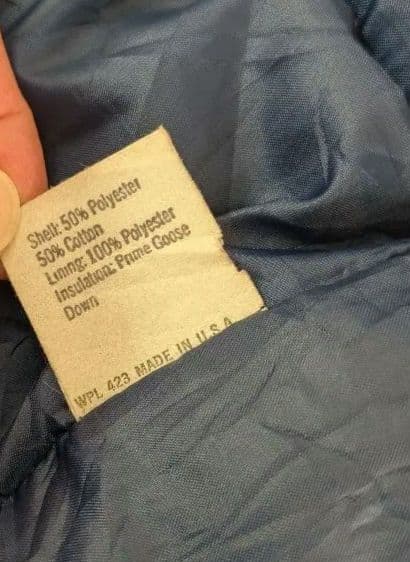 Shell: 50% Polyester
50% Cotton
Lining: 100% Polyester
Insulation: Prime Goose
Down
WPL 423 MADE IN U.S.A.